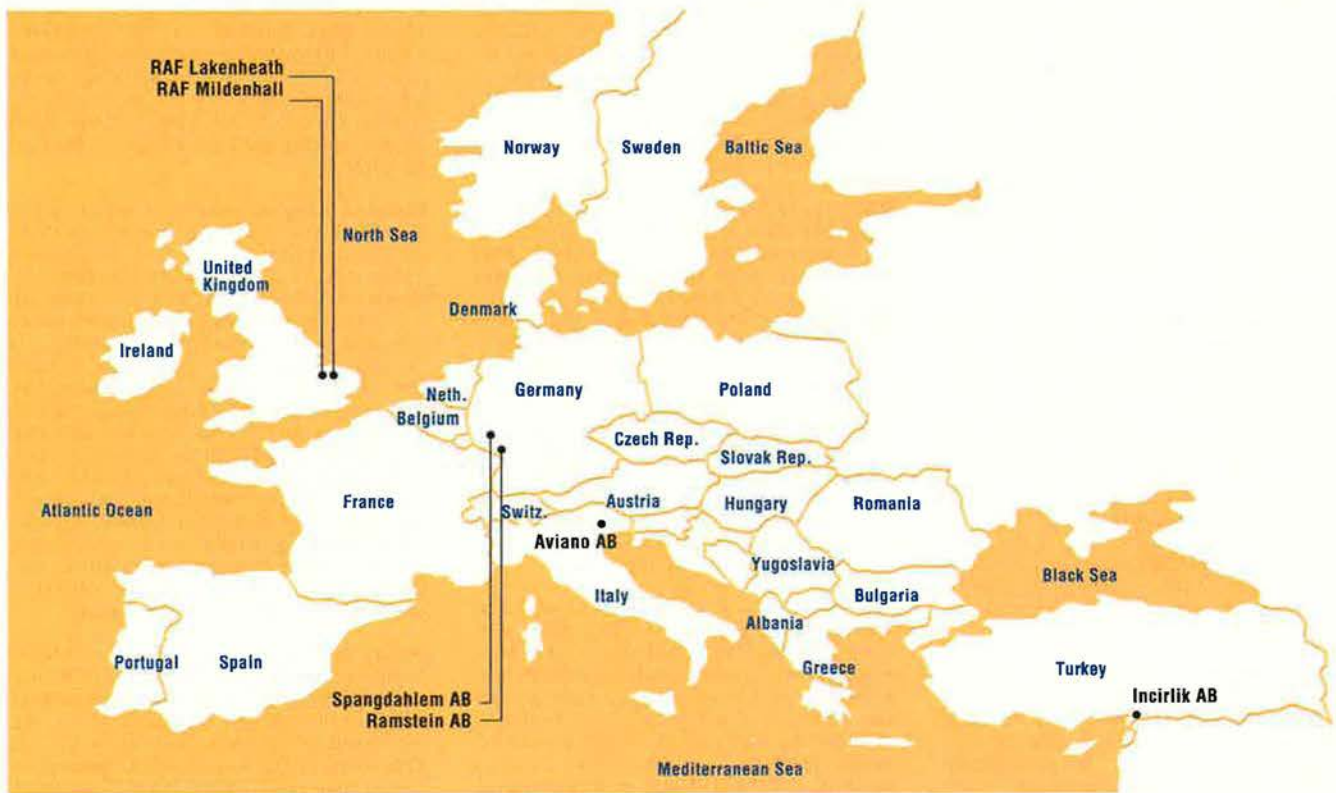 RAF Lakenheath
RAF Mildenhall
Norway
Sweden
Baltic Sea
North Sea
United
Kingdom
Denmark
Ireland
Neth.
Germany
Poland
Belgium
Czech Rep.
Slovak Rep.
Atlantic Ocean
France
Switz.
Austria
Hungary
Romania
Aviano AB
Yugoslavia
Black Sea
Italy
Bulgaria
Albania
Portugal
Spain
Greece
Turkey
Spangdahlem AB
Ramstein AB
Incirlik AB
Mediterranean Sea